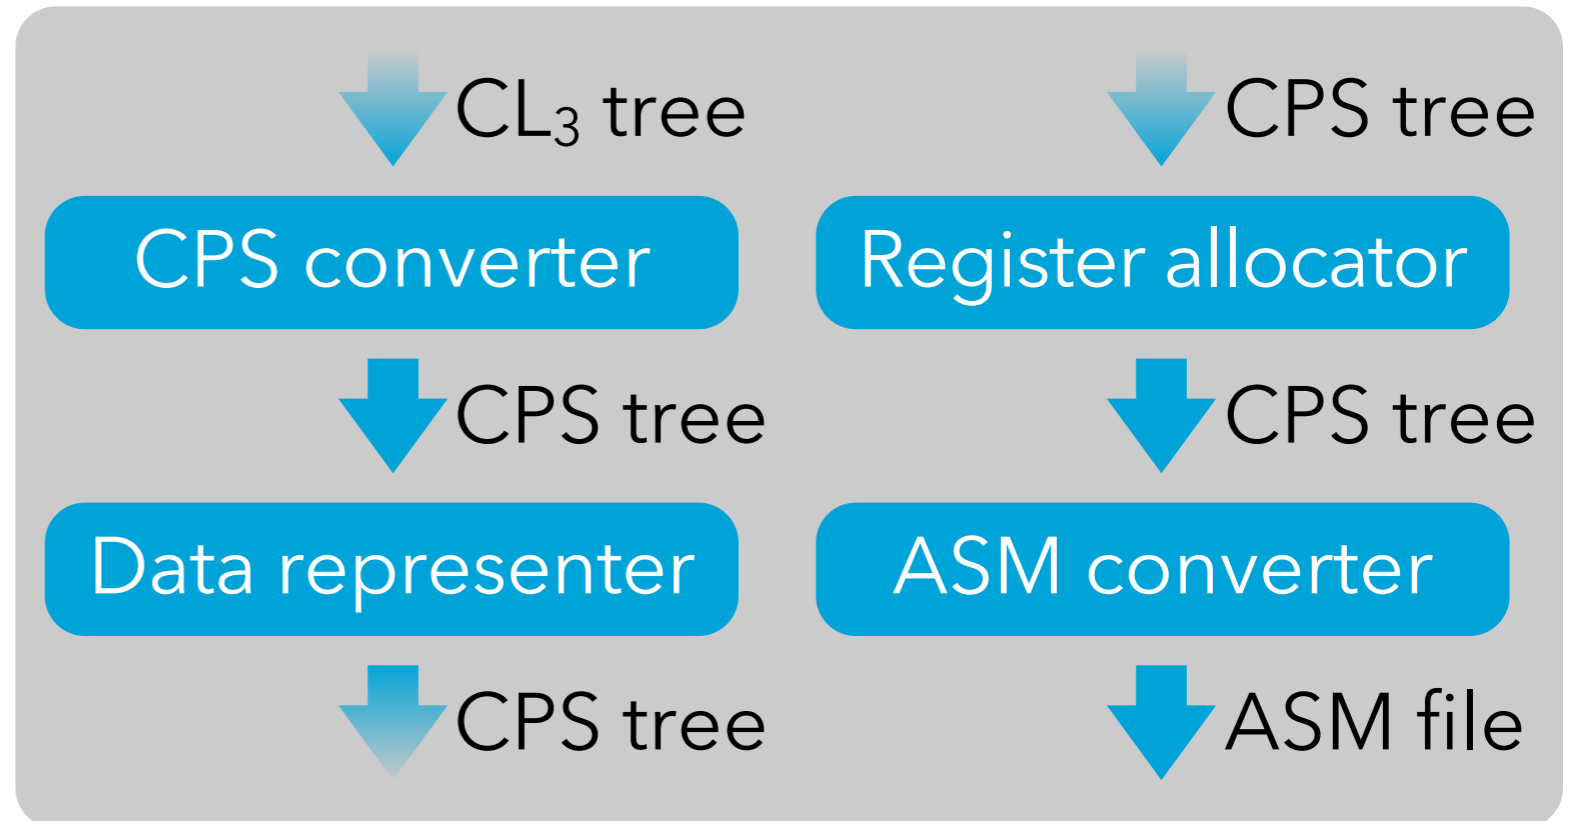 CL₃ tree
CPS converter
CPS tree
Data representer
CPS tree
CPS tree
Register allocator
CPS tree
ASM converter
ASM file